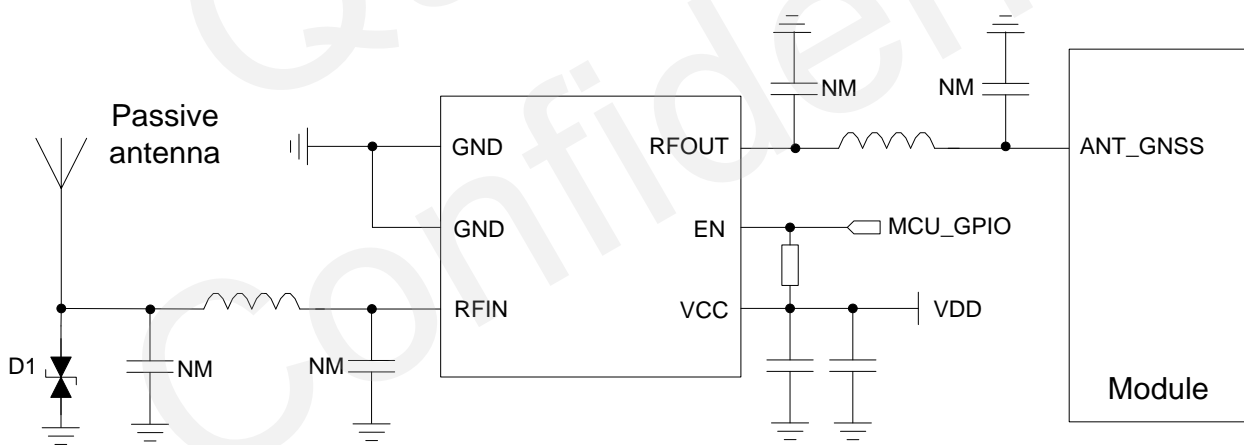 Passive
antenna
GND
GND
RFIN
RFOUT
EN
VCC
NM
NM
ANT_GNSS
MCU_GPIO
VDD
D1
NM
NM
Module